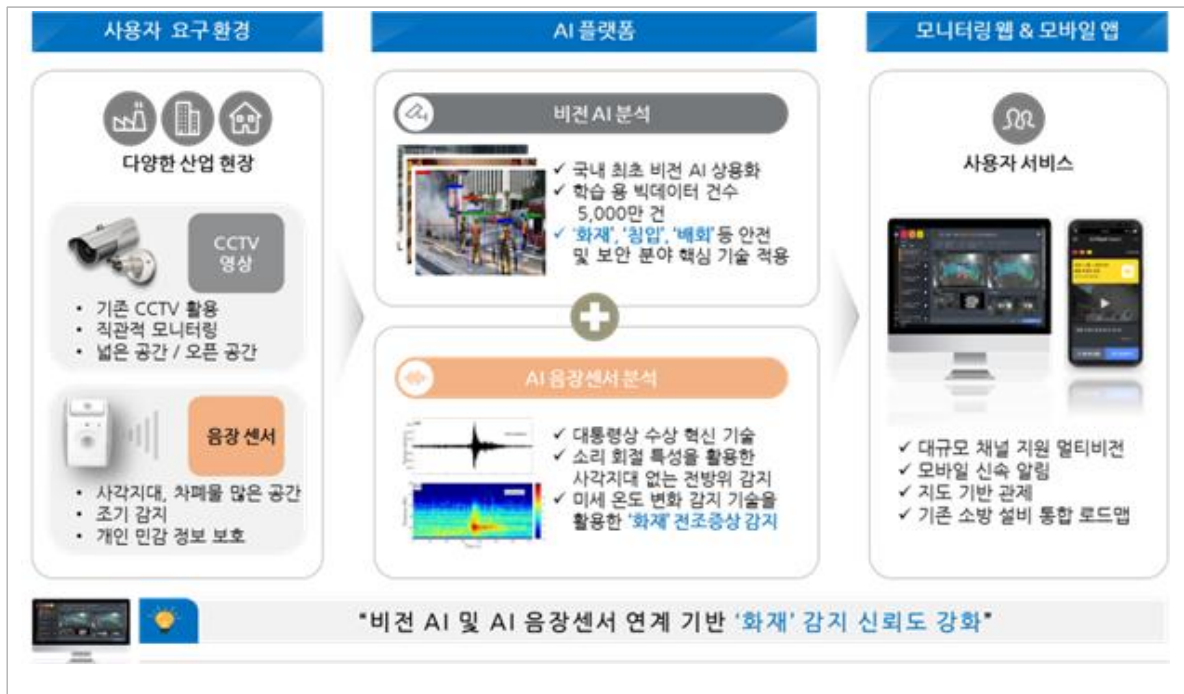 사용자 요구 환경
AI 플랫폼
모니터링 웹 & 모바일 앱
다양한 산업 현장
CCTV
영상
• 기존 CCTV 활용
• 직관적 모니터링
• 넓은 공간 / 오픈 공간
음장 센서
• 사각지대, 차폐물 많은 공간
• 조기 감지
• 개인 민감 정보 보호
비전 AI 분석
✓ 국내 최초 비전 AI 상용화
✓ 학습 용 빅데이터 건수
5,000만 건
✓ '화재', '침입', '배회' 등 안전
및 보안 분야 핵심 기술 적용
AI 음장센서 분석
✓ 대통령상 수상 혁신 기술
✓ 소리 회절 특성을 활용한
사각지대 없는 전방위 감지
✓ 미세 온도 변화 감지 기술을
활용한 '화재' 전조증상 감지
사용자 서비스
✓ 대규모 채널 지원 멀티비전
✓ 모바일 신속 알림
✓ 지도 기반 관제
✓ 기존 소방 설비 통합 로드맵
"비전 AI 및 AI 음장센서 연계 기반 '화재' 감지 신뢰도 강화"